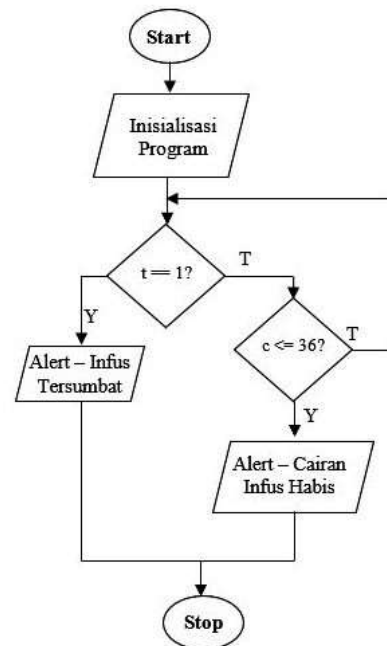 Start
Inisialisasi
Program
t == 1?
T
Y
c <= 36?
T
Alert – Infus
Tersumbat
Y
Alert – Cairan
Infus Habis
Stop